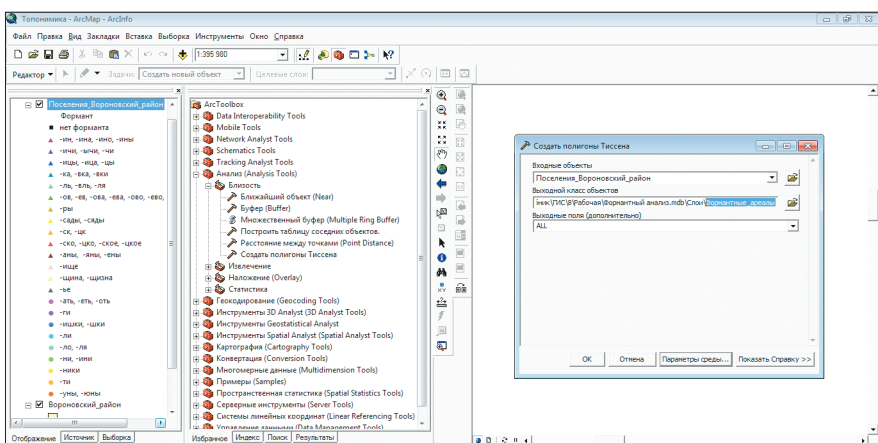 Топонимика - ArcMap - ArcInfo
Файл Правка Вид Закладки Вставка Выборка Инструменты Окно Справка
1:395 980
Редактор Задачи: Создать новый объект Целевые слои:
Поселения_Вороновский_район
Формант
нет форманта
-ин, -ина, -ино, -ины
-ичи, -ычи, -чи
-ицы, -ица, -цы
-ка, -вка, -вки
-ль, -вль, -ля
-ов, -ев, -ова, -ева, -ово, -ево,
-ры
-сады, -сяды
-ск, -цк
-ско, -цко, -ское, -цкое
-аны, -яны, -ены
-ище
-щина, -щизна
-ье
-ать, -еть, -оть
-ги
-ишки, -шки
-ли
-ло, -ля
-ни, -ини
-ники
-ти
-уны, -юны
Вороновский_район
Отображение Источник Выборка
ArcToolbox
Data Interoperability Tools
Mobile Tools
Network Analyst Tools
Schematics Tools
Tracking Analyst Tools
Анализ (Analysis Tools)
Близость
Ближайший объект (Near)
Буфер (Buffer)
Множественный буфер (Multiple Ring Buffer)
Построить таблицу соседних объектов.
Расстояние между точками (Point Distance)
Создать полигоны Тиссена
Извлечение
Наложение (Overlay)
Статистика
Геокодирование (Geocoding Tools)
Инструменты 3D Analyst (3D Analyst Tools)
Инструменты Geostatistical Analyst
Инструменты Spatial Analyst (Spatial Analyst Tools)
Картография (Cartography Tools)
Конвертация (Conversion Tools)
Многомерные данные (Multidimension Tools)
Примеры (Samples)
Пространственная статистика (Spatial Statistics Tools)
Серверные инструменты (Server Tools)
Системы линейных координат (Linear Referencing Tools)
Управление данными (Data Management Tools)
Избранное Индекс Поиск Результаты
Создать полигоны Тиссена
Входные объекты
Поселения_Вороновский_район
Выходной класс объектов
ник\ГИС\8\Рабочая\Формантный анализ.mdb\Слои\Формантные_ареалы
Выходные поля (дополнительно)
ALL
OK Отмена Параметры среды... Показать Справку >>